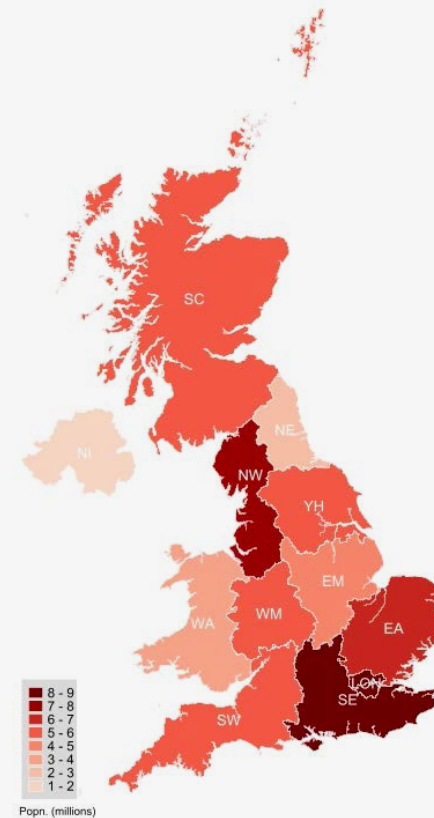 SC
NI
NE
NW
YH
EM
WA
WM
EA
LON
SE
SW
8 - 9
7 - 8
6 - 7
5 - 6
4 - 5
3 - 4
2 - 3
1 - 2
Popn. (millions)